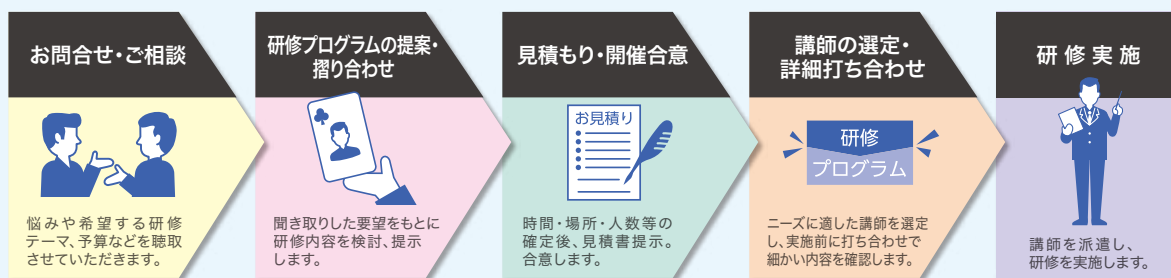 お問合せ・ご相談
悩みや希望する研修
テーマ、予算などを聴取
させていただきます。
研修プログラムの提案・
摺り合わせ
聞き取りした要望をもとに
研修内容を検討、提示
します。
見積もり・開催合意
お見積り
時間・場所・人数等の
確定後、見積書提示。
合意します。
講師の選定・
詳細打ち合わせ
研修
プログラム
ニーズに適した講師を選定
し、実施前に打ち合わせで
細かい内容を確認します。
研修実施
講師を派遣し、
研修を実施します。